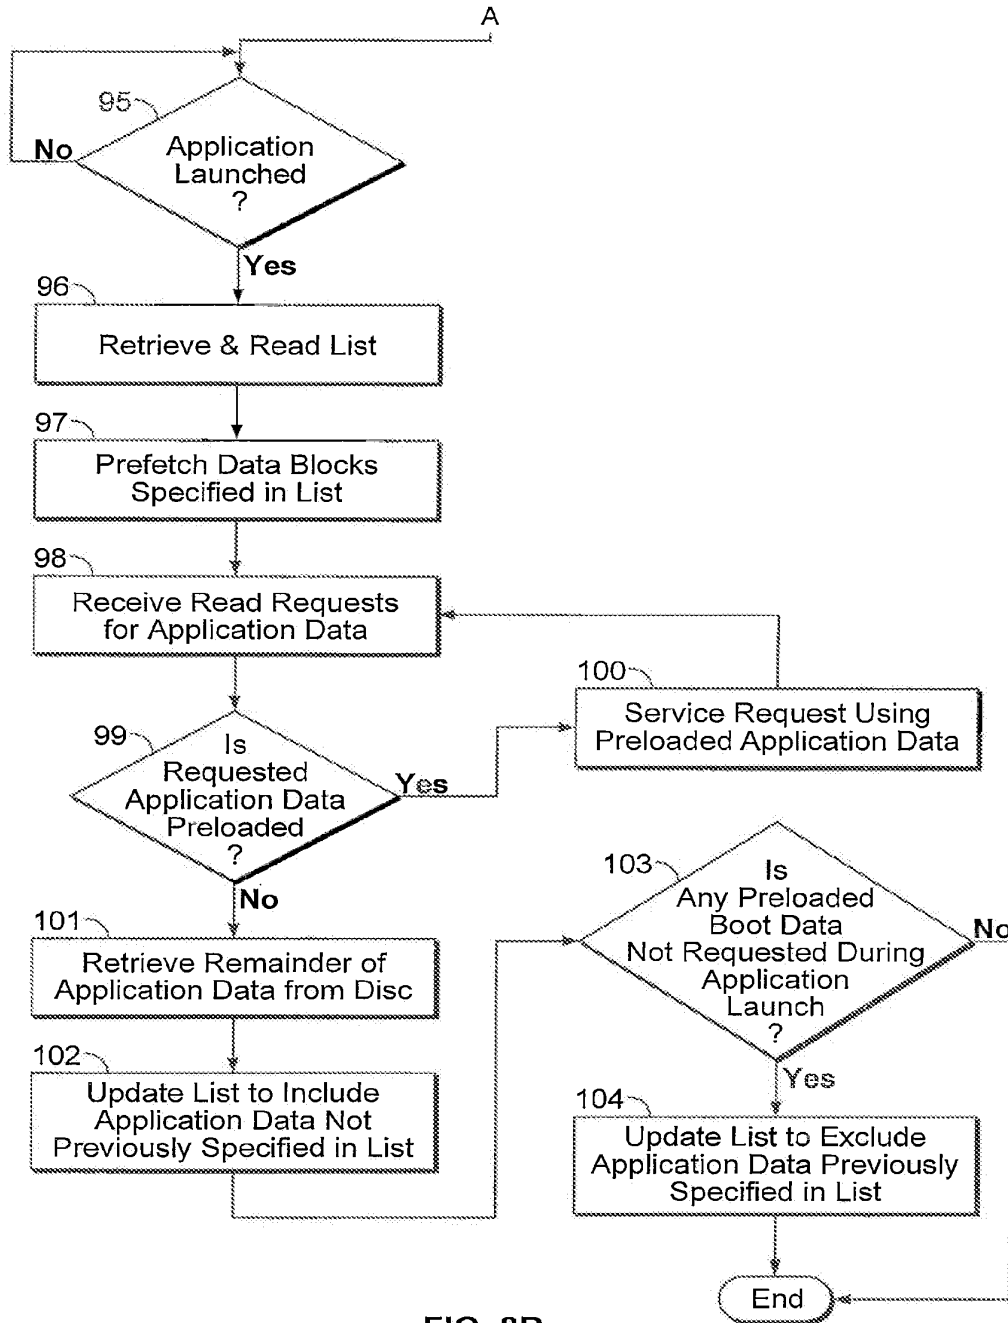 A
95
No
Application
Launched
?
Yes
96
Retrieve & Read List
97
Prefetch Data Blocks
Specified in List
98
Receive Read Requests
for Application Data
99
Is
Requested
Application Data
Preloaded
?
Yes
No
100
Service Request Using
Preloaded Application Data
101
Retrieve Remainder of
Application Data from Disc
102
Update List to Include
Application Data Not
Previously Specified in List
103
Is
Any Preloaded
Boot Data
Not Requested During
Application
Launch
?
No
Yes
104
Update List to Exclude
Application Data Previously
Specified in List
End